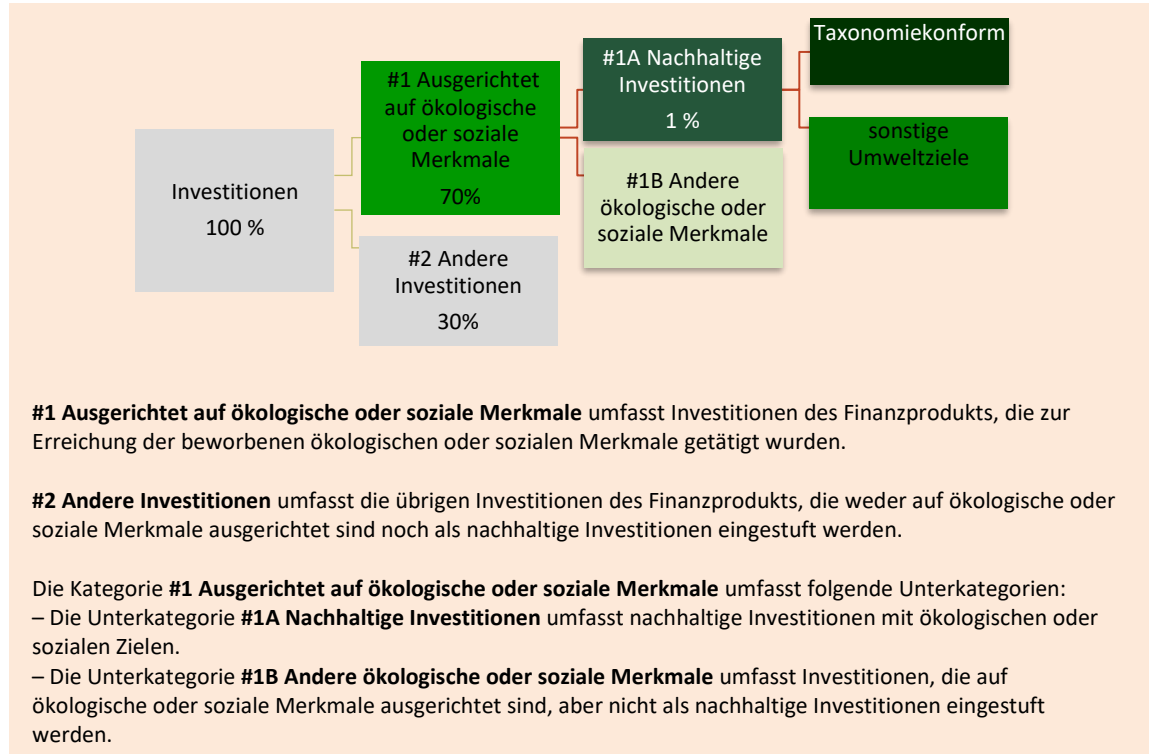 Investitionen
100 %
#1 Ausgerichtet
auf ökologische
oder soziale
Merkmale
70%
#2 Andere
Investitionen
30%
#1A Nachhaltige
Investitionen
1 %
#1B Andere
ökologische oder
soziale Merkmale
Taxonomiekonform
sonstige
Umweltziele
#1 Ausgerichtet auf ökologische oder soziale Merkmale umfasst Investitionen des Finanzprodukts, die zur
Erreichung der beworbenen ökologischen oder sozialen Merkmale getätigt wurden.
#2 Andere Investitionen umfasst die übrigen Investitionen des Finanzprodukts, die weder auf ökologische oder
soziale Merkmale ausgerichtet sind noch als nachhaltige Investitionen eingestuft werden.
Die Kategorie #1 Ausgerichtet auf ökologische oder soziale Merkmale umfasst folgende Unterkategorien:
– Die Unterkategorie #1A Nachhaltige Investitionen umfasst nachhaltige Investitionen mit ökologischen oder
sozialen Zielen.
– Die Unterkategorie #1B Andere ökologische oder soziale Merkmale umfasst Investitionen, die auf
ökologische oder soziale Merkmale ausgerichtet sind, aber nicht als nachhaltige Investitionen eingestuft
werden.